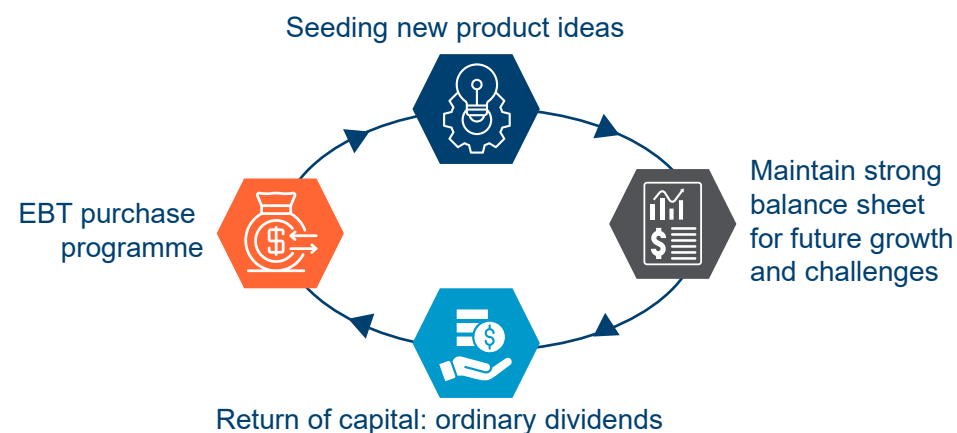 Seeding new product ideas
Maintain strong
balance sheet
for future growth
and challenges
Return of capital: ordinary dividends
EBT purchase
programme
$
$
$